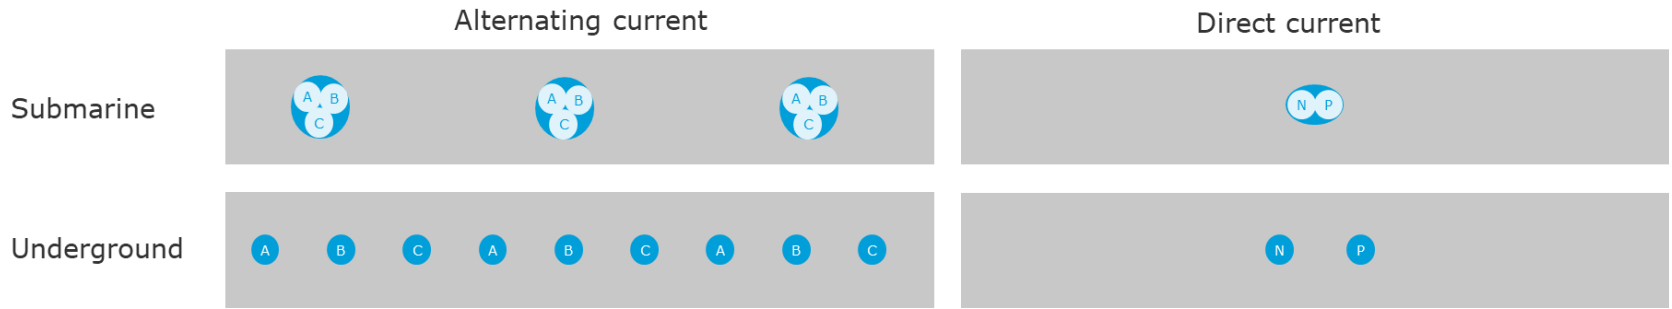 Alternating current
Direct current
Submarine
A B C A B C A B C
N P
Underground
A B C A B C A B C
N P